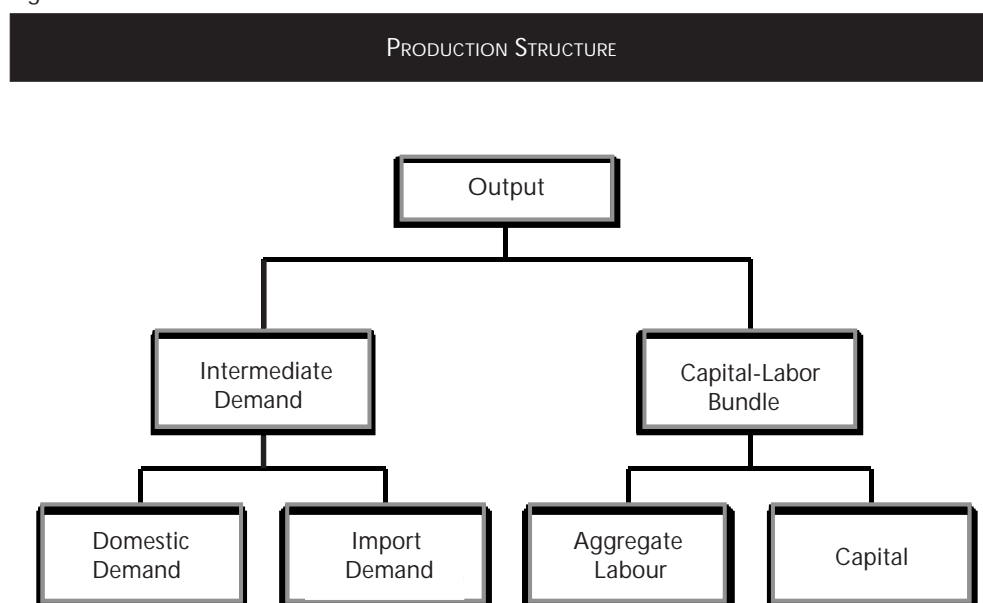 PRODUCTION STRUCTURE
Output
Intermediate
Demand
Capital-Labor
Bundle
Domestic
Demand
Import
Demand
Aggregate
Labour
Capital